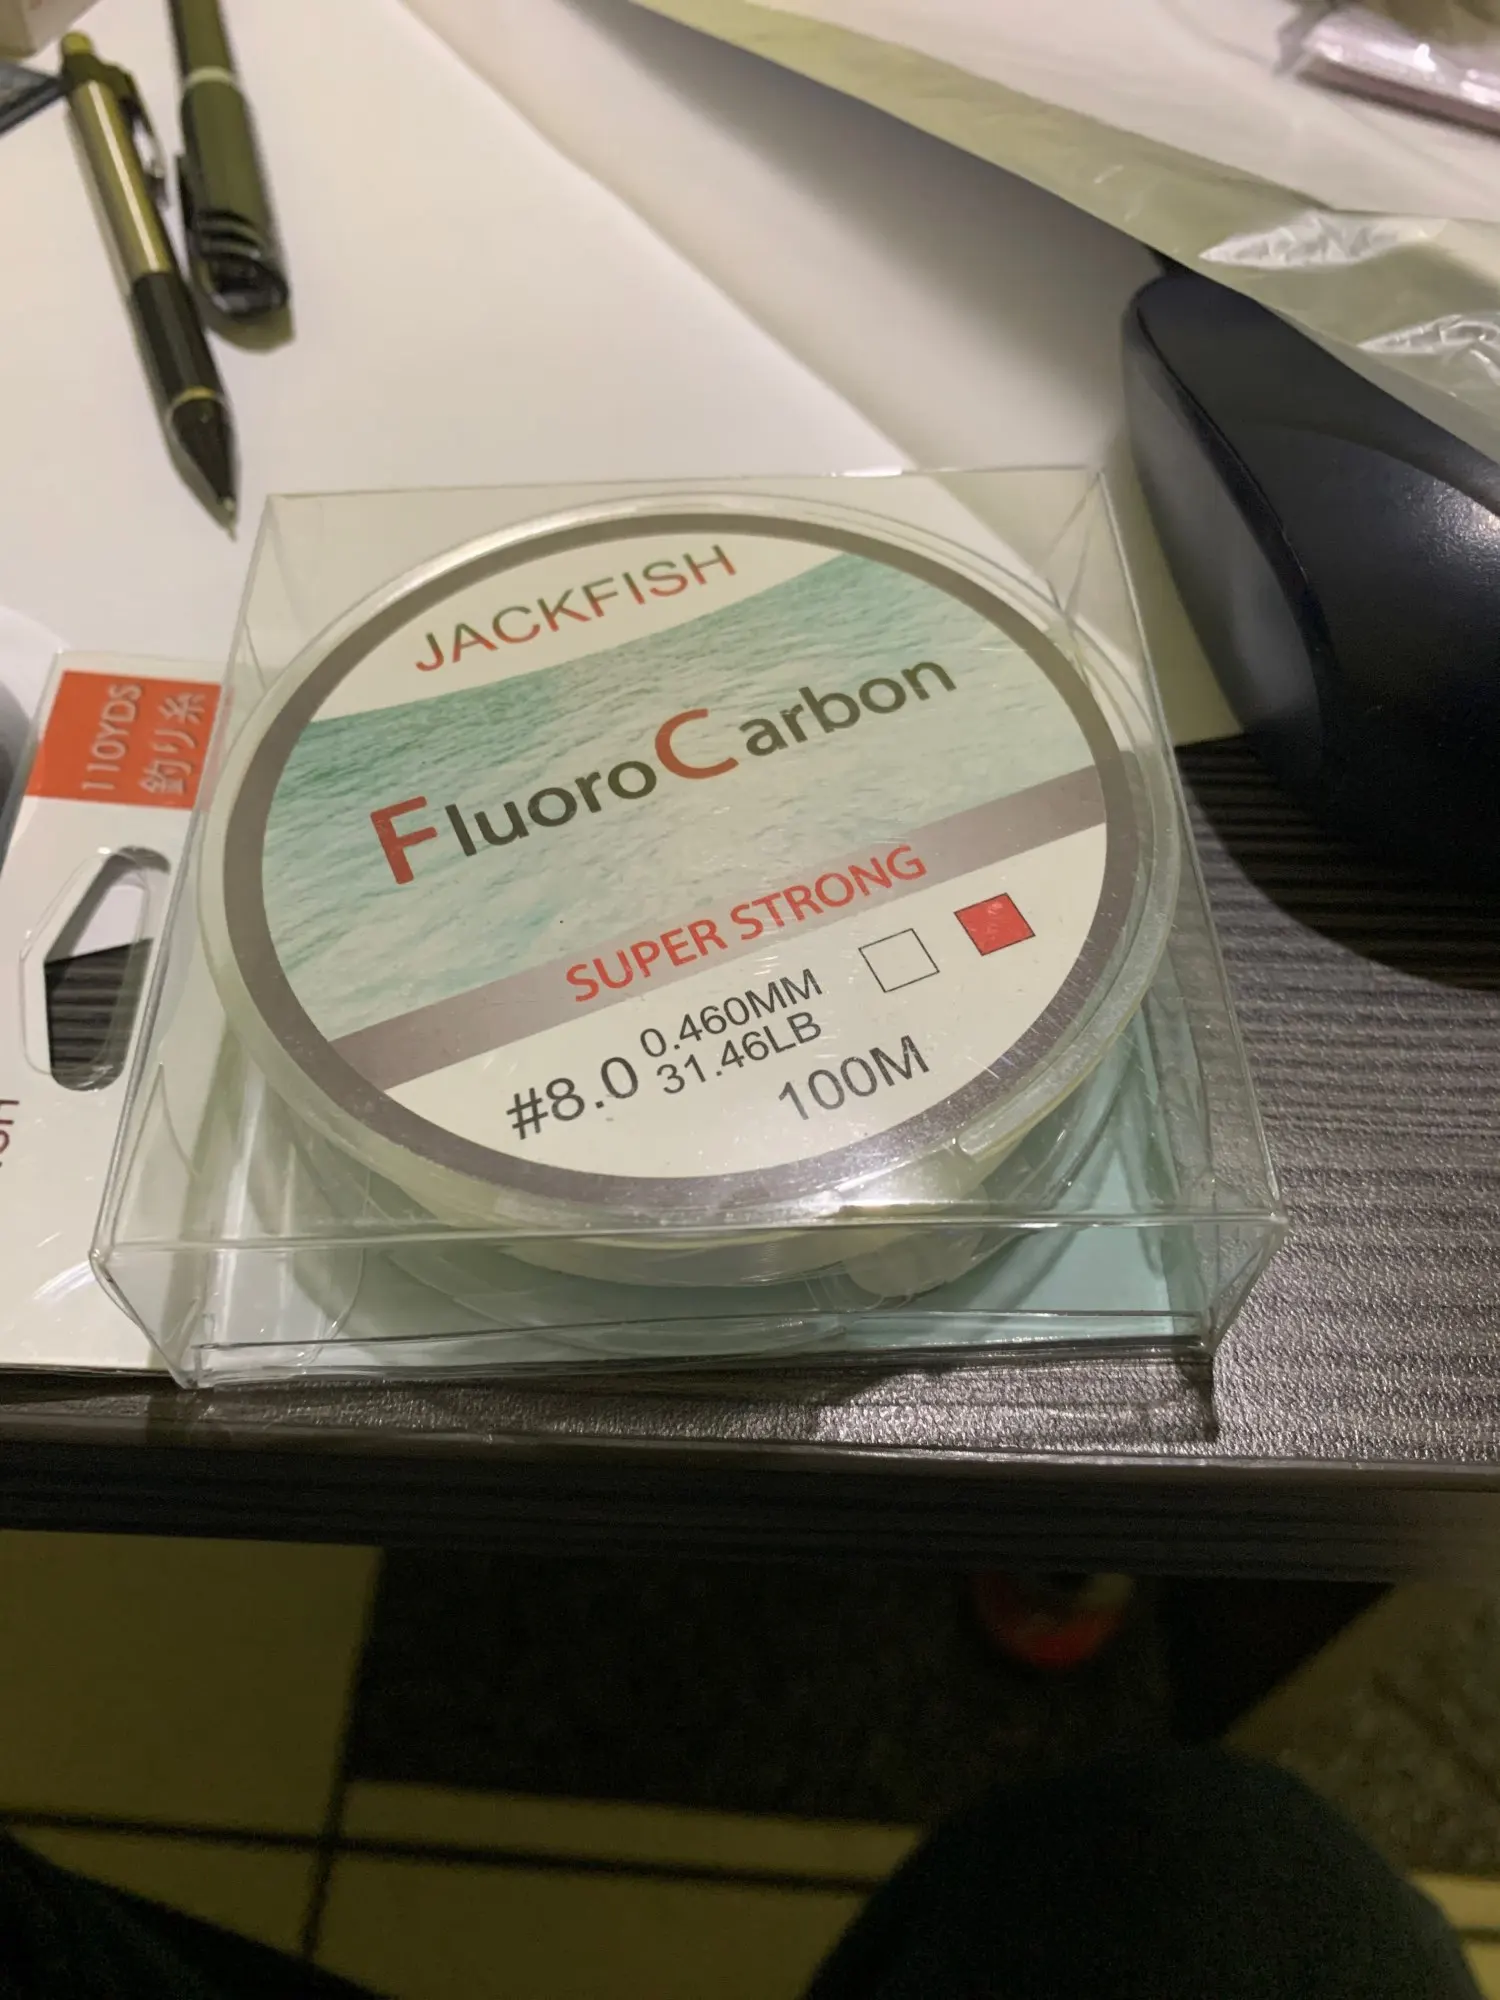 JACKFISH
FluoroCarbon
SUPER STRONG
#8.0
0.460MM
31.46LB
100M
110YDS
釣り糸